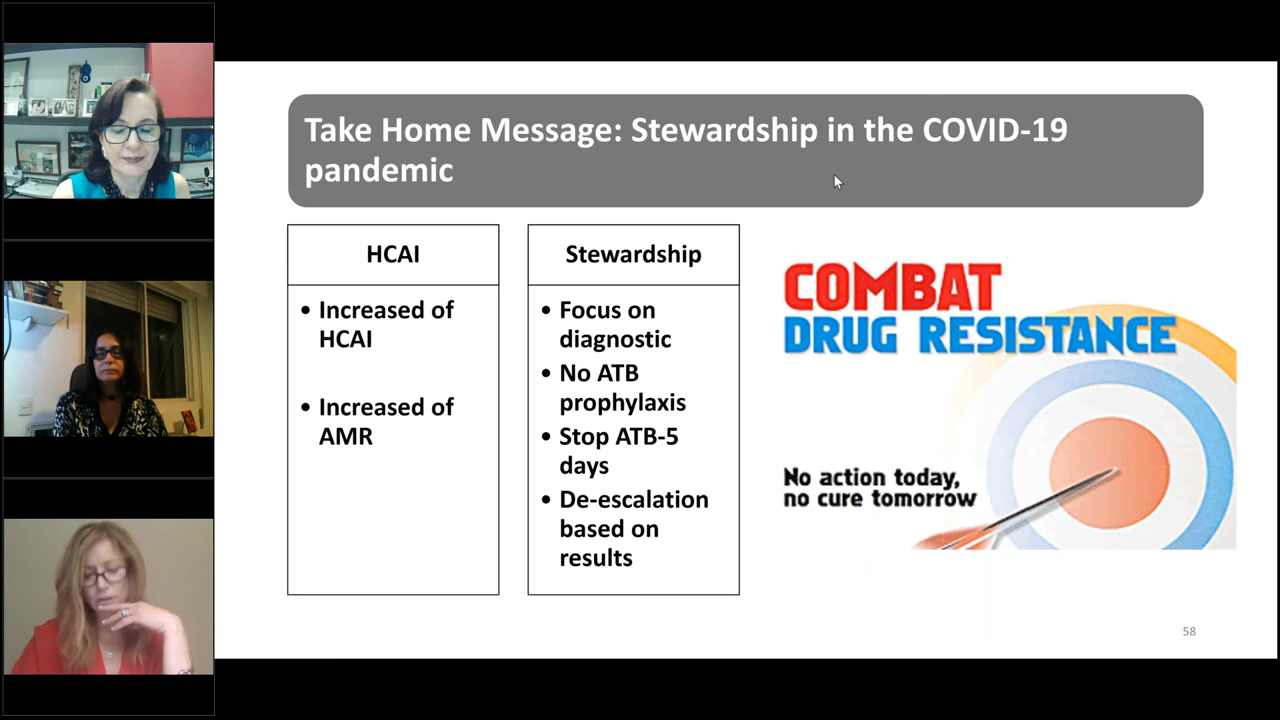 Take Home Message: Stewardship in the COVID-19
pandemic
HCAI
• Increased of
HCAI
• Increased of
AMR
Stewardship
• Focus on
diagnostic
• No ATB
prophylaxis
• Stop ATB-5
days
• De-escalation
based on
results
COMBAT
DRUG RESISTANCE
No action today,
no cure tomorrow
58